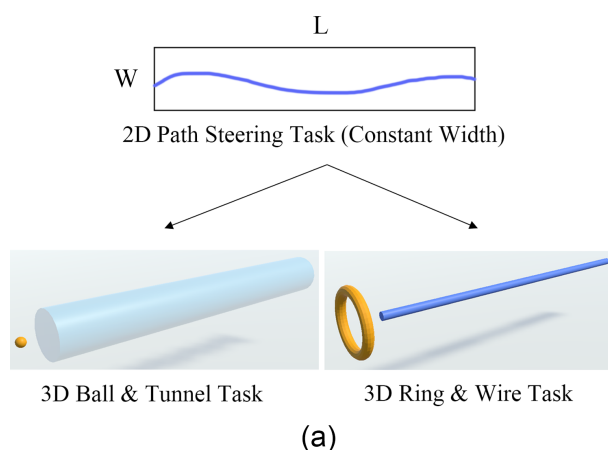 L
W
2D Path Steering Task (Constant Width)
3D Ball & Tunnel Task
3D Ring & Wire Task
(a)